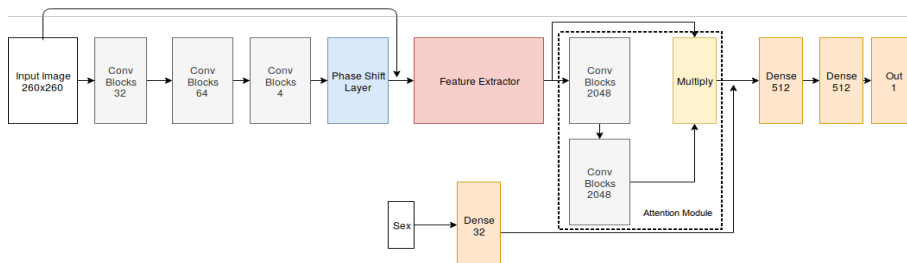 Input Image
260x260
Conv
Blocks
32
Conv
Blocks
64
Conv
Blocks
4
Phase Shift
Layer
Feature Extractor
Conv
Blocks
2048
Multiply
Dense
512
Dense
512
Out
1
Conv
Blocks
2048
Attention Module
Sex
Dense
32